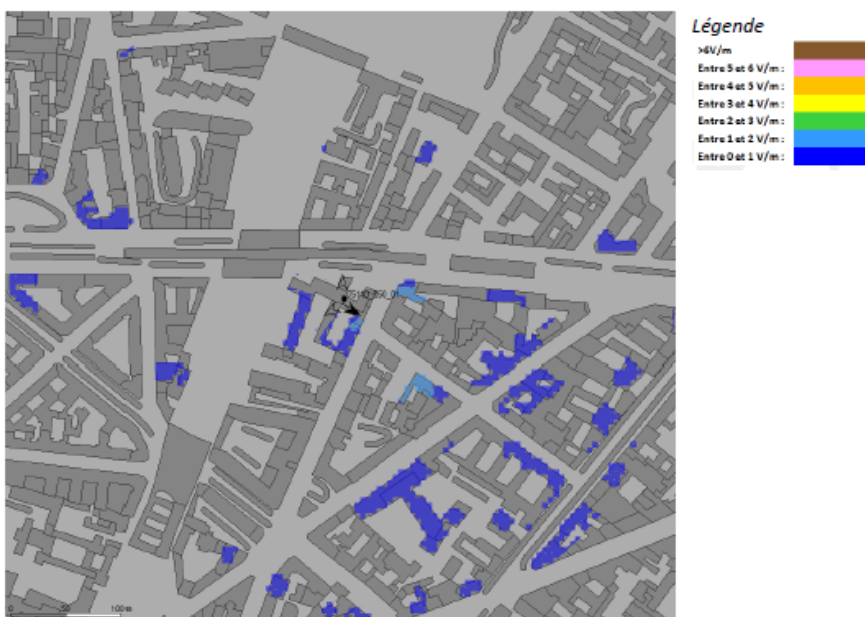 Légende
>6V/m
Entre 5 et 6 V/m :
Entre 4 et 5 V/m :
Entre 3 et 4 V/m :
Entre 2 et 3 V/m :
Entre 1 et 2 V/m :
Entre 0 et 1 V/m :
0 50 100m